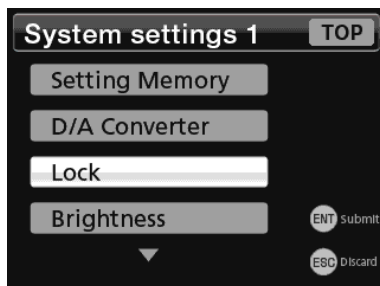 System settings 1 TOP
Setting Memory
D/A Converter
Lock
Brightness
ENT Submit
ESC Discard